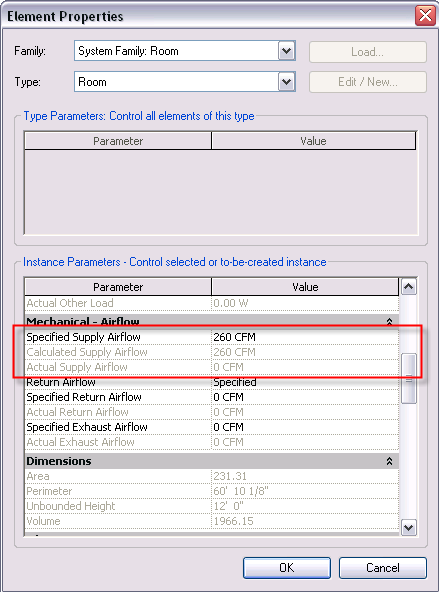 Element Properties
Family: System Family: Room Load...
Type: Room Edit / New...
Type Parameters: Control all elements of this type
Parameter Value
Instance Parameters - Control selected or to-be-created instance
Parameter Value
Actual Other Load 0.00 W
Mechanical - Airflow
Specified Supply Airflow 260 CFM
Calculated Supply Airflow 260 CFM
Actual Supply Airflow 0 CFM
Return Airflow Specified
Specified Return Airflow 0 CFM
Actual Return Airflow 0 CFM
Specified Exhaust Airflow 0 CFM
Actual Exhaust Airflow 0 CFM
Dimensions
Area 231.31
Perimeter 60' 10 1/8"
Unbounded Height 12' 0"
Volume 1966.15
OK Cancel